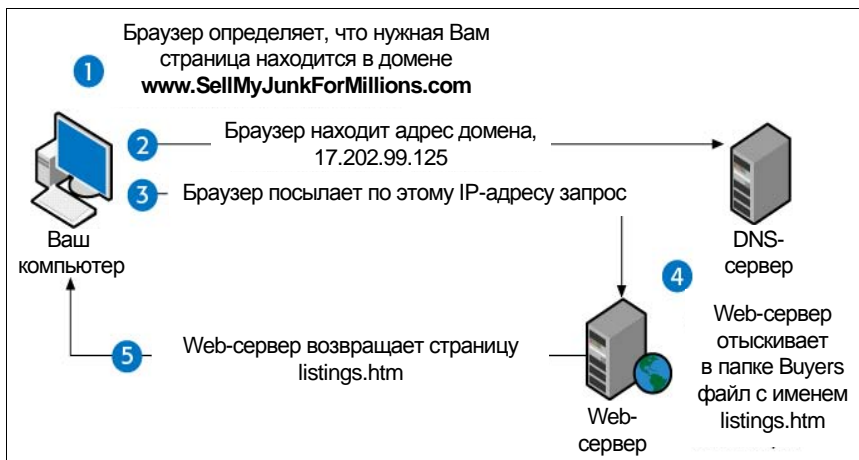 Браузер определяет, что нужная Вам
страница находится в домене
www.SellMyJunkForMillions.com
1
2
Браузер находит адрес домена,
17.202.99.125
3
Браузер посылает по этому IP-адресу запрос
Ваш
компьютер
DNS-
сервер
4
Web-сервер
отыскивает
в папке Buyers
файл с именем
listings.htm
5
Web-сервер возвращает страницу
listings.htm
Web-
сервер